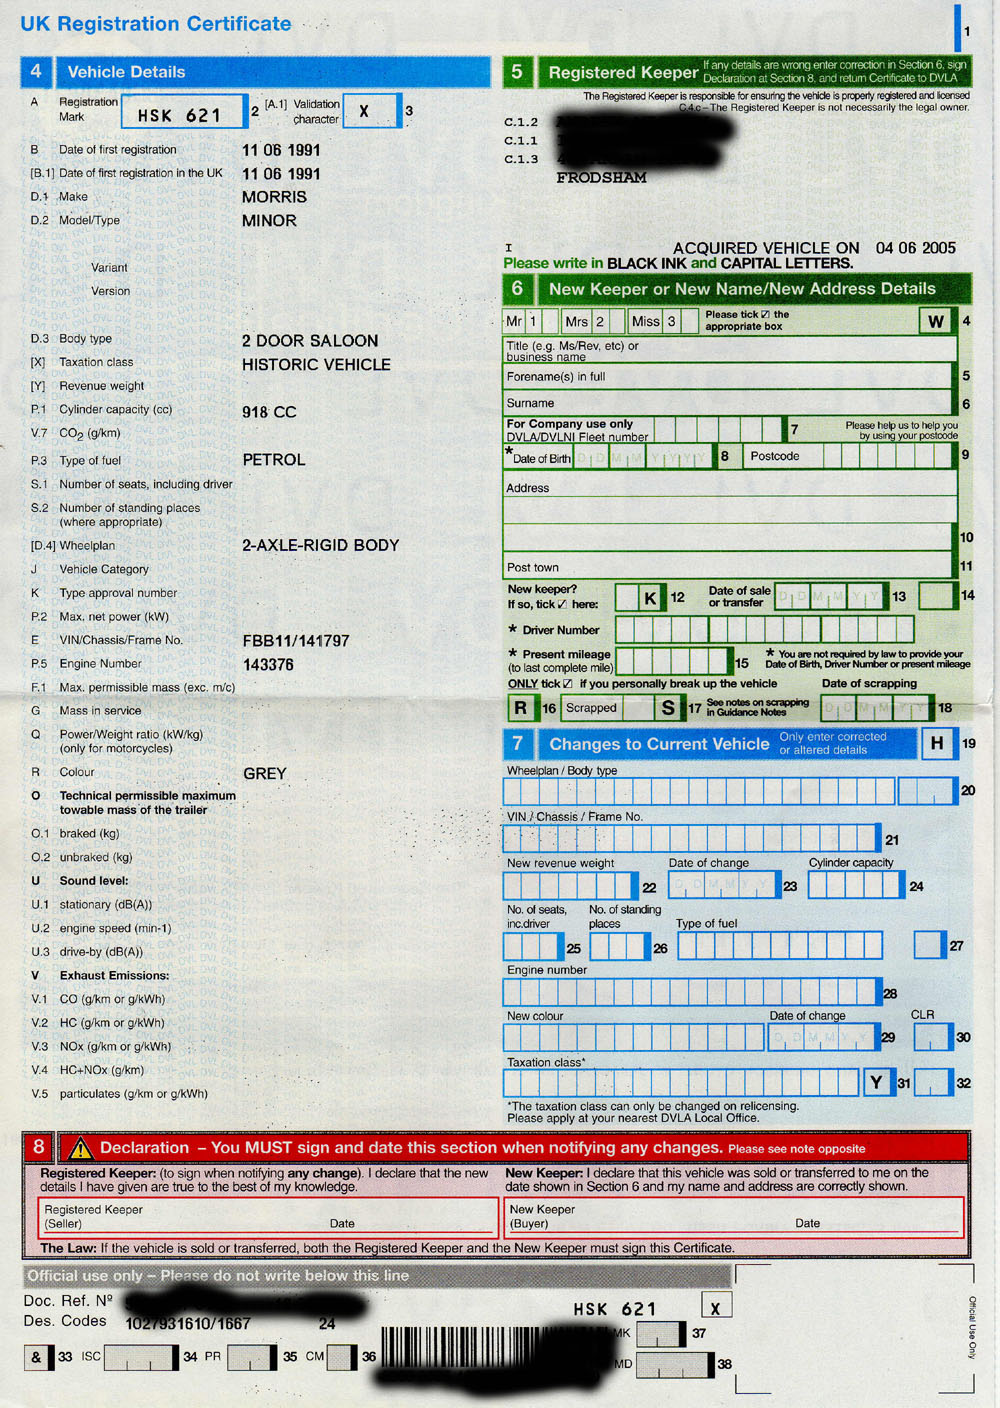 UK Registration Certificate
1
4 Vehicle Details
A Registration Mark HSK 621 2 [A.1] Validation character X 3
B Date of first registration 11 06 1991
[B.1] Date of first registration in the UK 11 06 1991
D.1 Make MORRIS
D.2 Model/Type MINOR
Variant
Version
D.3 Body type 2 DOOR SALOON
[X] Taxation class HISTORIC VEHICLE
[Y] Revenue weight
P.1 Cylinder capacity (cc) 918 CC
V.7 CO2 (g/km)
P.3 Type of fuel PETROL
S.1 Number of seats, including driver
S.2 Number of standing places
(where appropriate)
[D.4] Wheelplan 2-AXLE-RIGID BODY
J Vehicle Category
K Type approval number
P.2 Max. net power (kW)
E VIN/Chassis/Frame No. FBB11/141797
P.5 Engine Number 143376
F.1 Max. permissible mass (exc. m/c)
G Mass in service
Q Power/Weight ratio (kW/kg)
(only for motorcycles)
R Colour GREY
O Technical permissible maximum
towable mass of the trailer
O.1 braked (kg)
O.2 unbraked (kg)
U Sound level:
U.1 stationary (dB(A))
U.2 engine speed (min-1)
U.3 drive-by (dB(A))
V Exhaust Emissions:
V.1 CO (g/km or g/kWh)
V.2 HC (g/km or g/kWh)
V.3 NOx (g/km or g/kWh)
V.4 HC+NOx (g/km)
V.5 particulates (g/km or g/kWh)
5 Registered Keeper If any details are wrong enter correction in Section 6, sign
Declaration at Section 8, and return Certificate to DVLA
The Registered Keeper is responsible for ensuring the vehicle is properly registered and licensed
C.4.c – The Registered Keeper is not necessarily the legal owner.
C.1.2
C.1.1
C.1.3
FRODSHAM
I ACQUIRED VEHICLE ON 04 06 2005
Please write in BLACK INK and CAPITAL LETTERS.
6 New Keeper or New Name/New Address Details
Mr 1 Mrs 2 Miss 3 Please tick ☑ the appropriate box W 4
Title (e.g. Ms/Rev, etc) or
business name
Forename(s) in full 5
Surname 6
For Company use only
DVLA/DVLNI Fleet number 7 Please help us to help you
by using your postcode
* Date of Birth D D M M Y Y Y Y 8 Postcode 9
Address
10
Post town 11
New keeper?
If so, tick ☑ here: K 12 Date of sale
or transfer D D M M Y Y 13 14
* Driver Number
* Present mileage
(to last complete mile) 15 * You are not required by law to provide your
Date of Birth, Driver Number or present mileage
ONLY tick ☑ if you personally break up the vehicle Date of scrapping
R 16 Scrapped S 17 See notes on scrapping
in Guidance Notes D D M M Y Y 18
7 Changes to Current Vehicle Only enter corrected
or altered details H 19
Wheelplan / Body type
20
VIN / Chassis / Frame No.
21
New revenue weight Date of change Cylinder capacity
22 D D M M Y Y 23 24
No. of seats,
inc.driver No. of standing
places Type of fuel
25 26 27
Engine number
28
New colour Date of change CLR
D D M M Y Y 29 30
Taxation class*
Y 31 32
*The taxation class can only be changed on relicensing.
Please apply at your nearest DVLA Local Office.
8 Declaration – You MUST sign and date this section when notifying any changes. Please see note opposite
Registered Keeper: (to sign when notifying any change). I declare that the new
details I have given are true to the best of my knowledge.
Registered Keeper
(Seller) Date
New Keeper: I declare that this vehicle was sold or transferred to me on the
date shown in Section 6 and my name and address are correctly shown.
New Keeper
(Buyer) Date
The Law: If the vehicle is sold or transferred, both the Registered Keeper and the New Keeper must sign this Certificate.
Official use only – Please do not write below this line
Doc. Ref. Nº
Des. Codes 1027931610/1667 24
HSK 621 X
& 33 ISC 34 PR 35 CM 36
MK 37
MD 38
Official Use Only